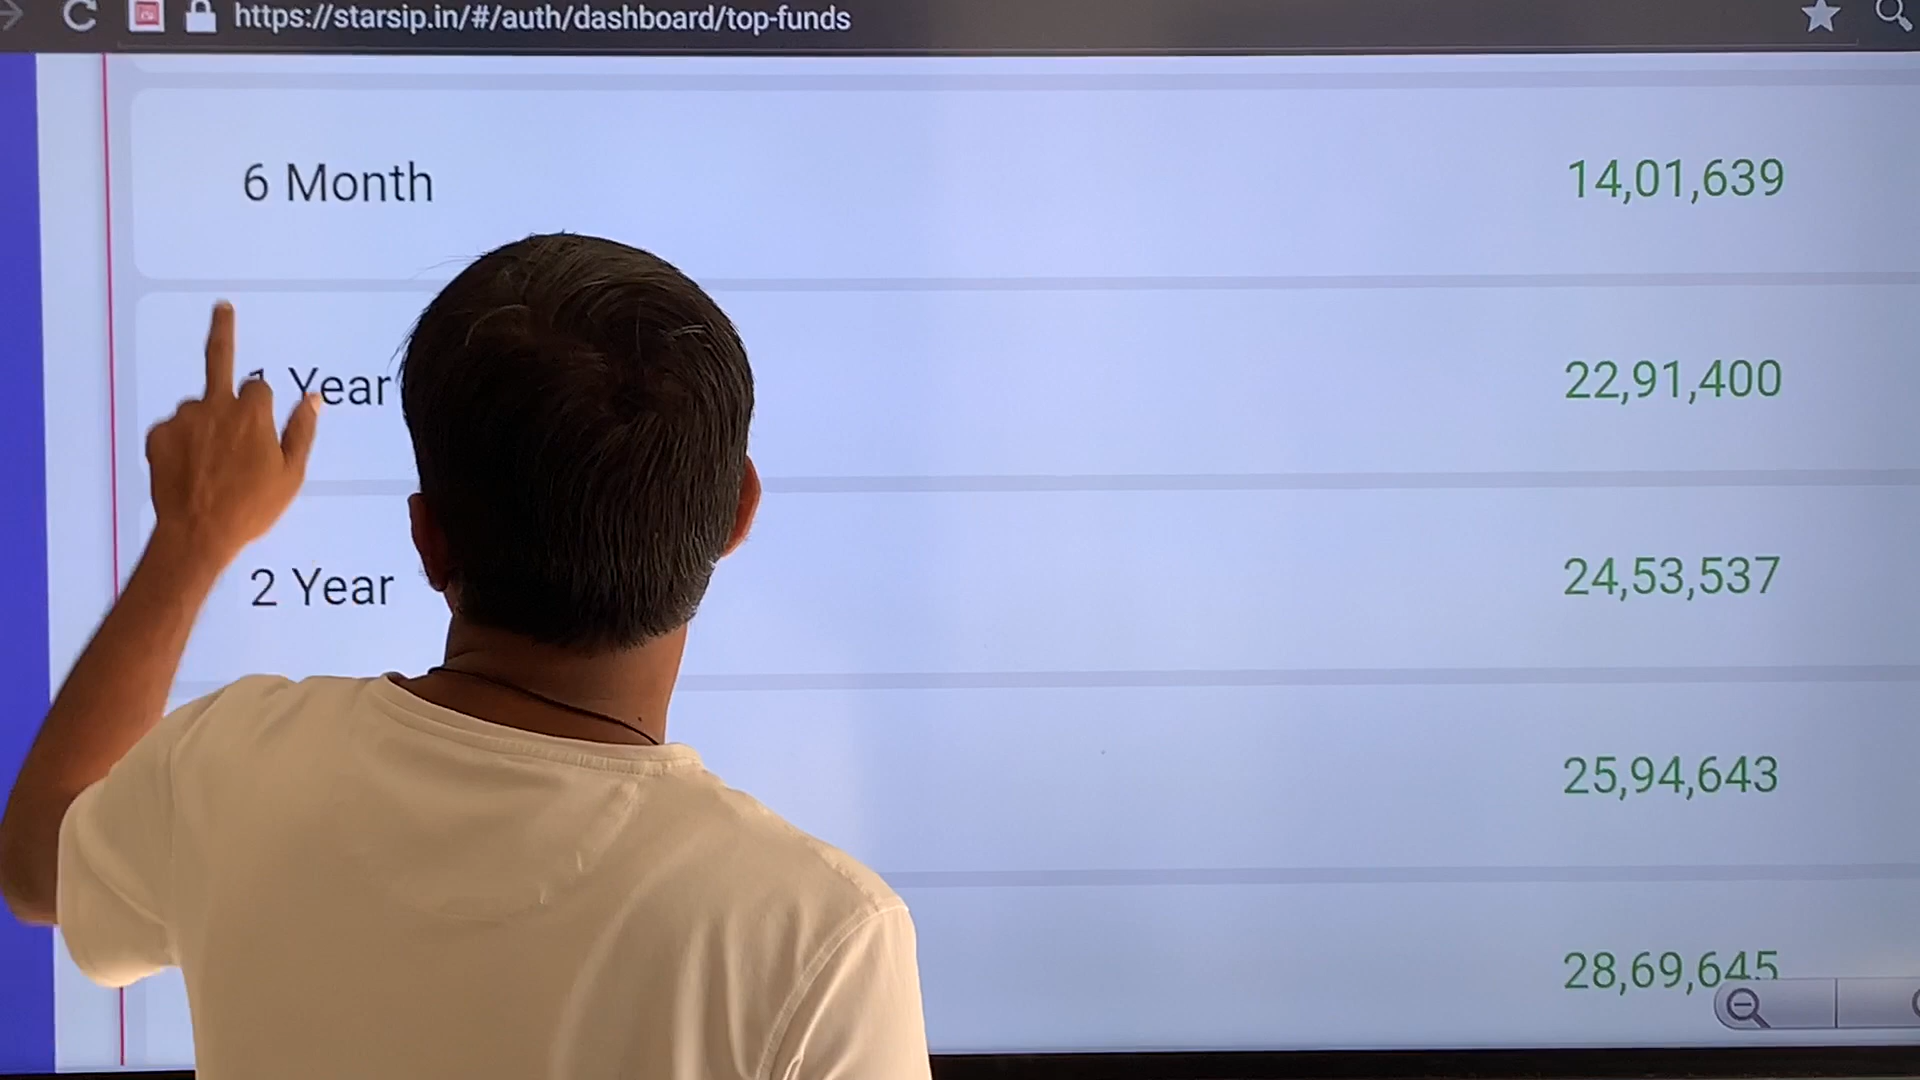 https://starsip.in/#/auth/dashboard/top-funds
6 Month 14,01,639
1 Year 22,91,400
2 Year 24,53,537
25,94,643
28,69,645